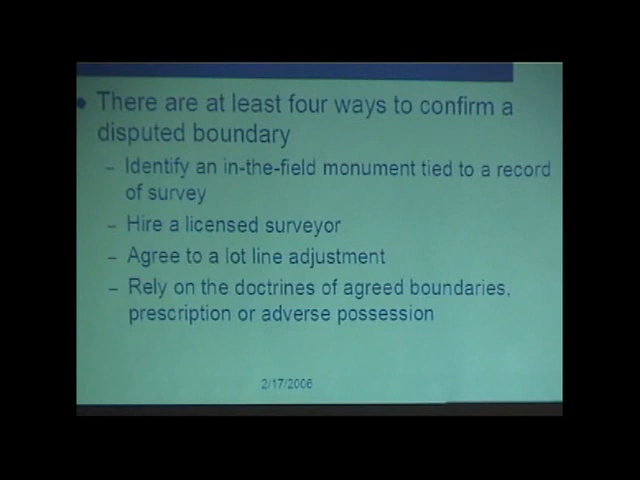 • There are at least four ways to confirm a
disputed boundary
– Identify an in-the-field monument tied to a record
of survey
– Hire a licensed surveyor
– Agree to a lot line adjustment
– Rely on the doctrines of agreed boundaries,
prescription or adverse possession
2/17/2006